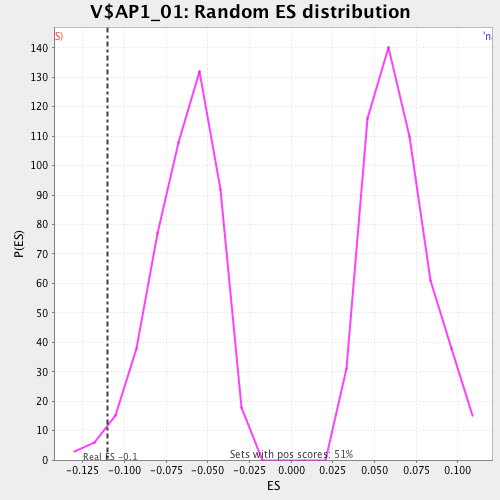 V$AP1_01: Random ES distribution
S)
'n
140
130
120
110
100
90
80
70
60
50
40
30
20
10
0
P(ES)
Real ES -0.1
Sets with pos scores: 51%
-0.125 -0.100 -0.075 -0.050 -0.025 0.000 0.025 0.050 0.075 0.100
ES